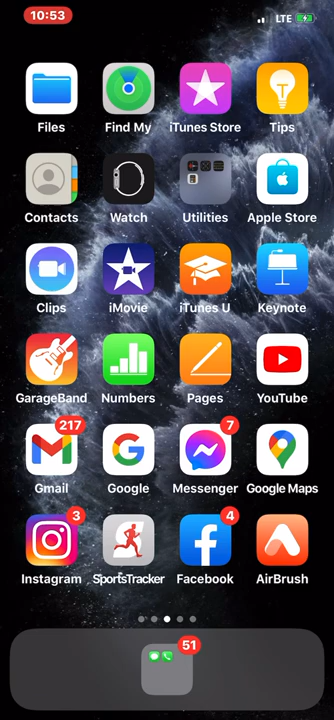 10:53 LTE
Files Find My iTunes Store Tips
Contacts Watch Utilities Apple Store
Clips iMovie iTunes U Keynote
GarageBand Numbers Pages YouTube
217 7
Gmail Google Messenger Google Maps
3 4
Instagram SportsTracker Facebook AirBrush
51